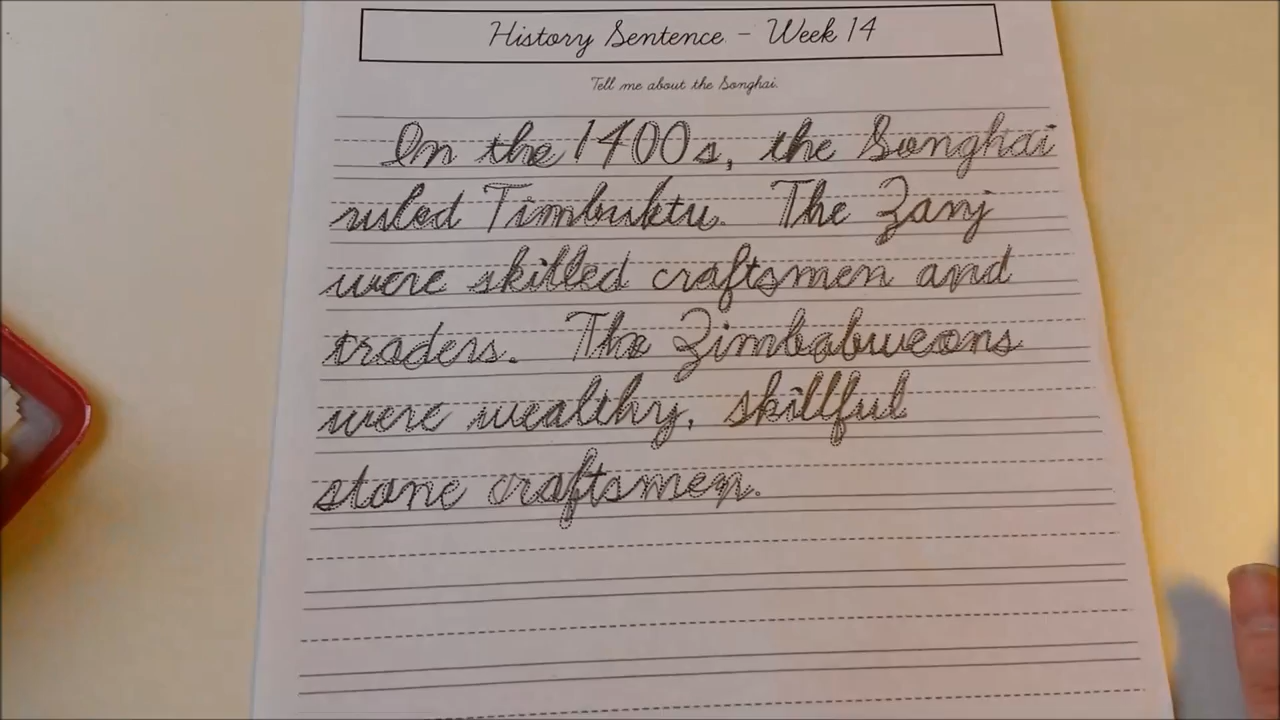 History Sentence - Week 14
Tell me about the Songhai.
In the 1400s, the Songhai
ruled Timbuktu. The Zanj
were skilled craftsmen and
traders. The Zimbabweans
were wealthy, skillful
stone craftsmen.